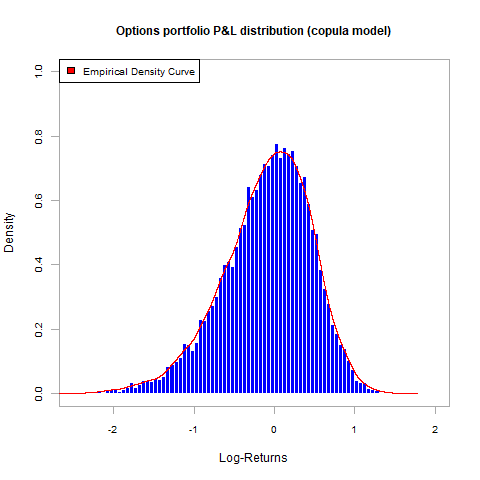 Options portfolio P&L distribution (copula model)
Empirical Density Curve
1.0
0.8
0.6
0.4
0.2
0.0
Density
-2 -1 0 1 2
Log-Returns